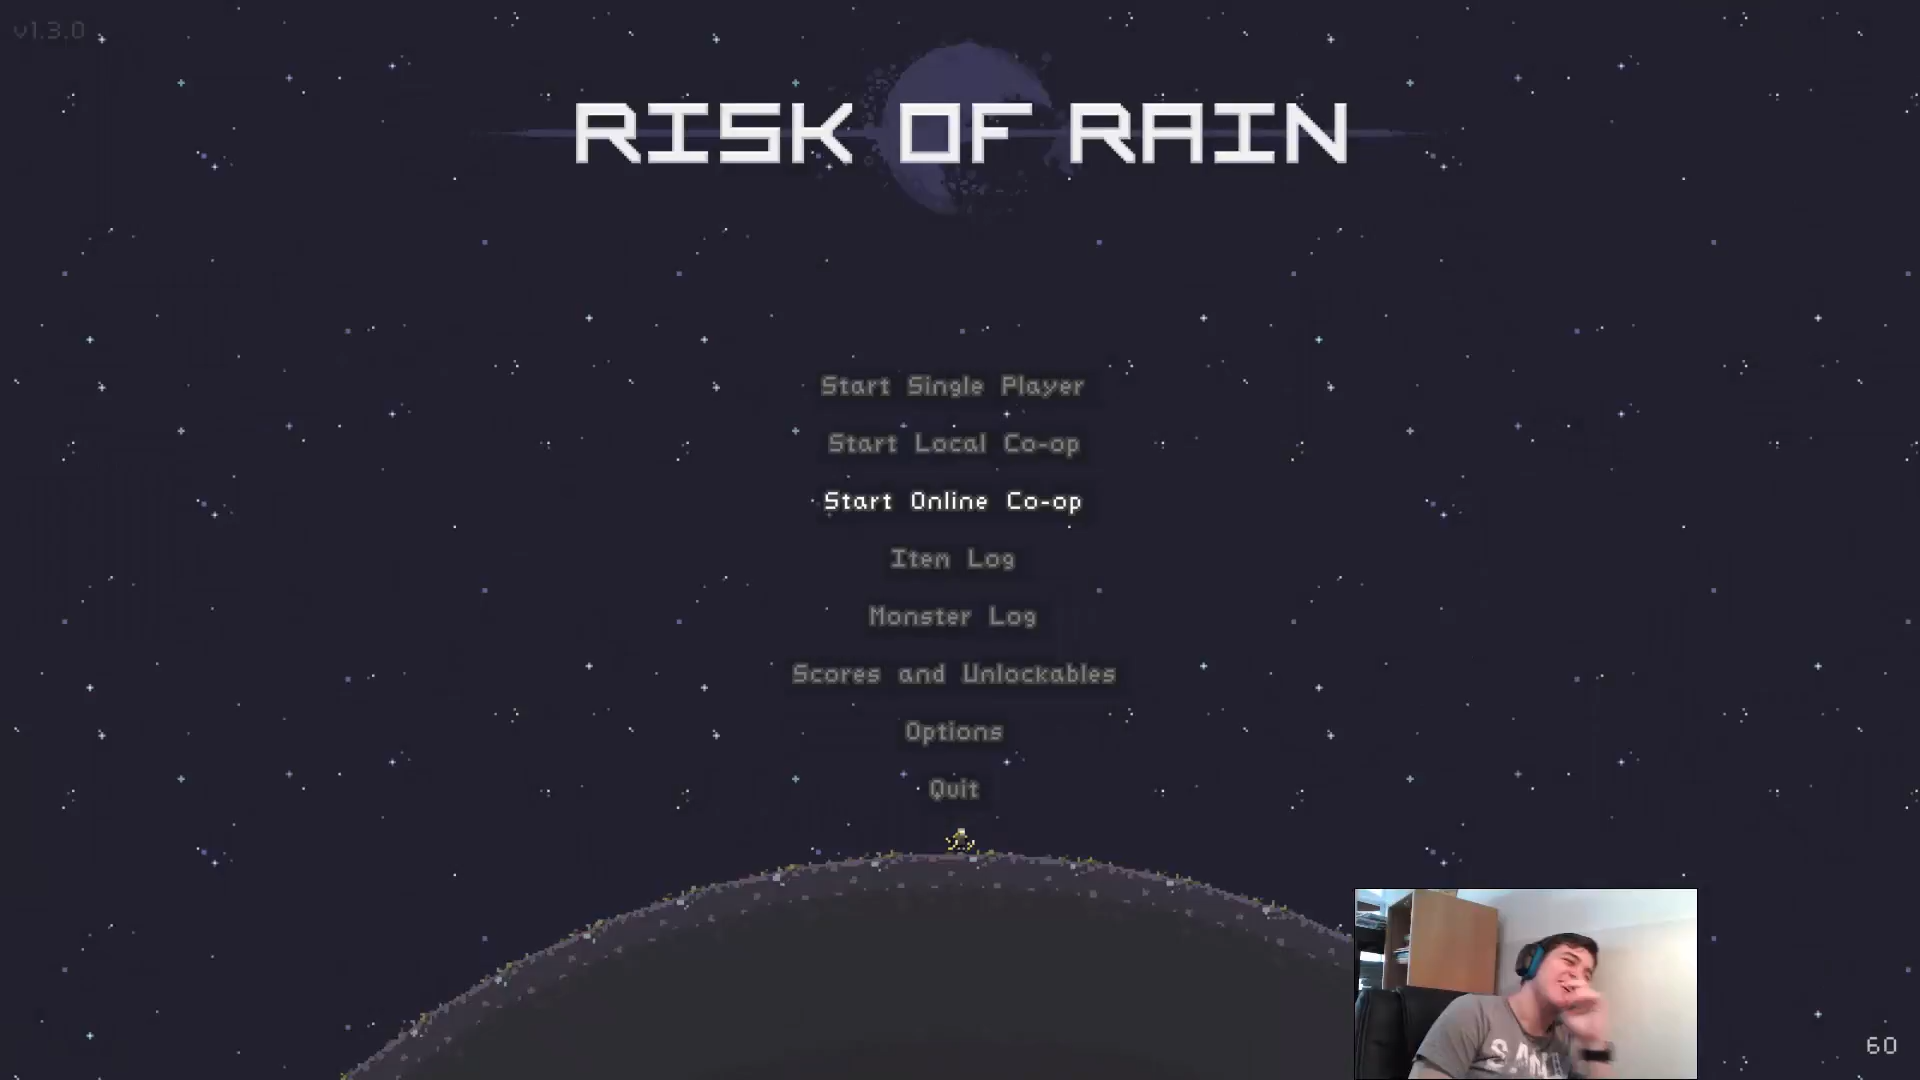 v1.3.0
RISK OF RAIN
Start Single Player
Start Local Co-op
Start Online Co-op
Item Log
Monster Log
Scores and Unlockables
Options
Quit
60